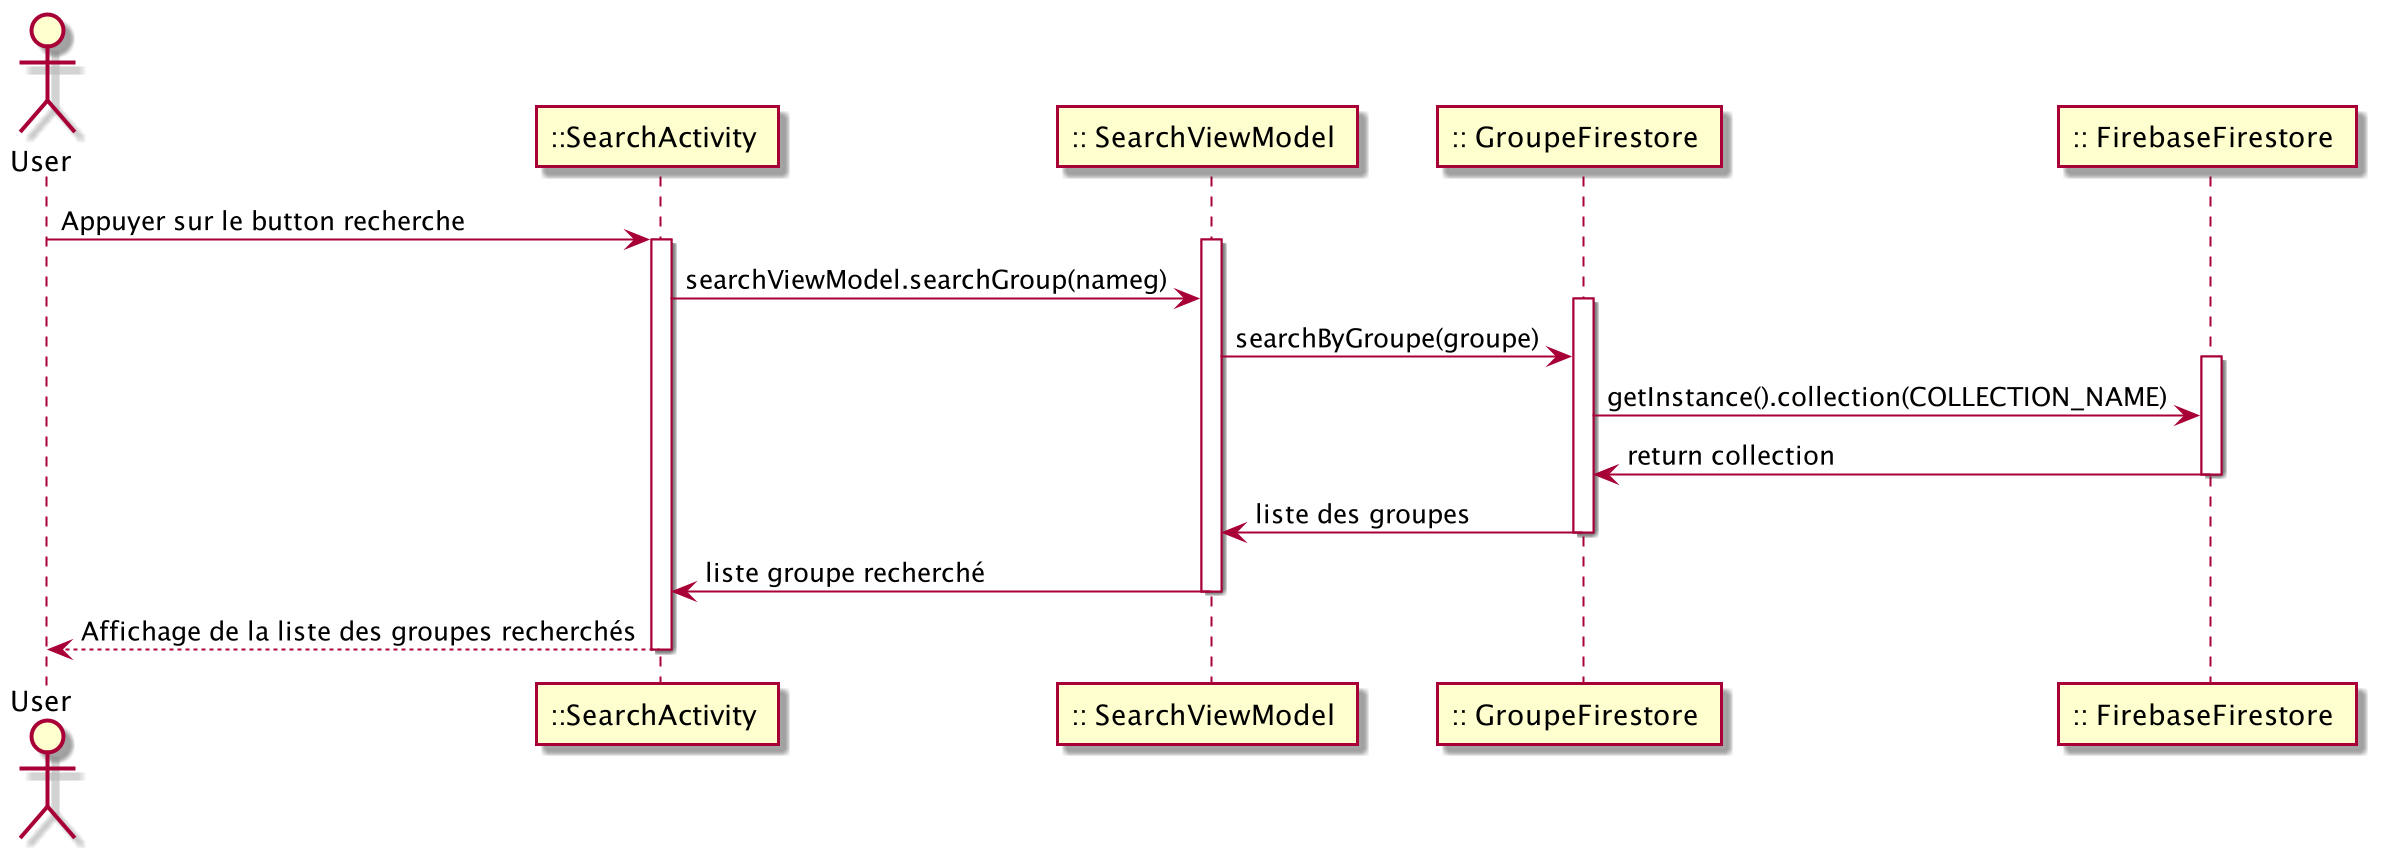 User
::SearchActivity
:: SearchViewModel
:: GroupeFirestore
:: FirebaseFirestore
Appuyer sur le button recherche
searchViewModel.searchGroup(nameg)
searchByGroupe(groupe)
getInstance().collection(COLLECTION_NAME)
return collection
liste des groupes
liste groupe recherché
Affichage de la liste des groupes recherchés
User
::SearchActivity
:: SearchViewModel
:: GroupeFirestore
:: FirebaseFirestore